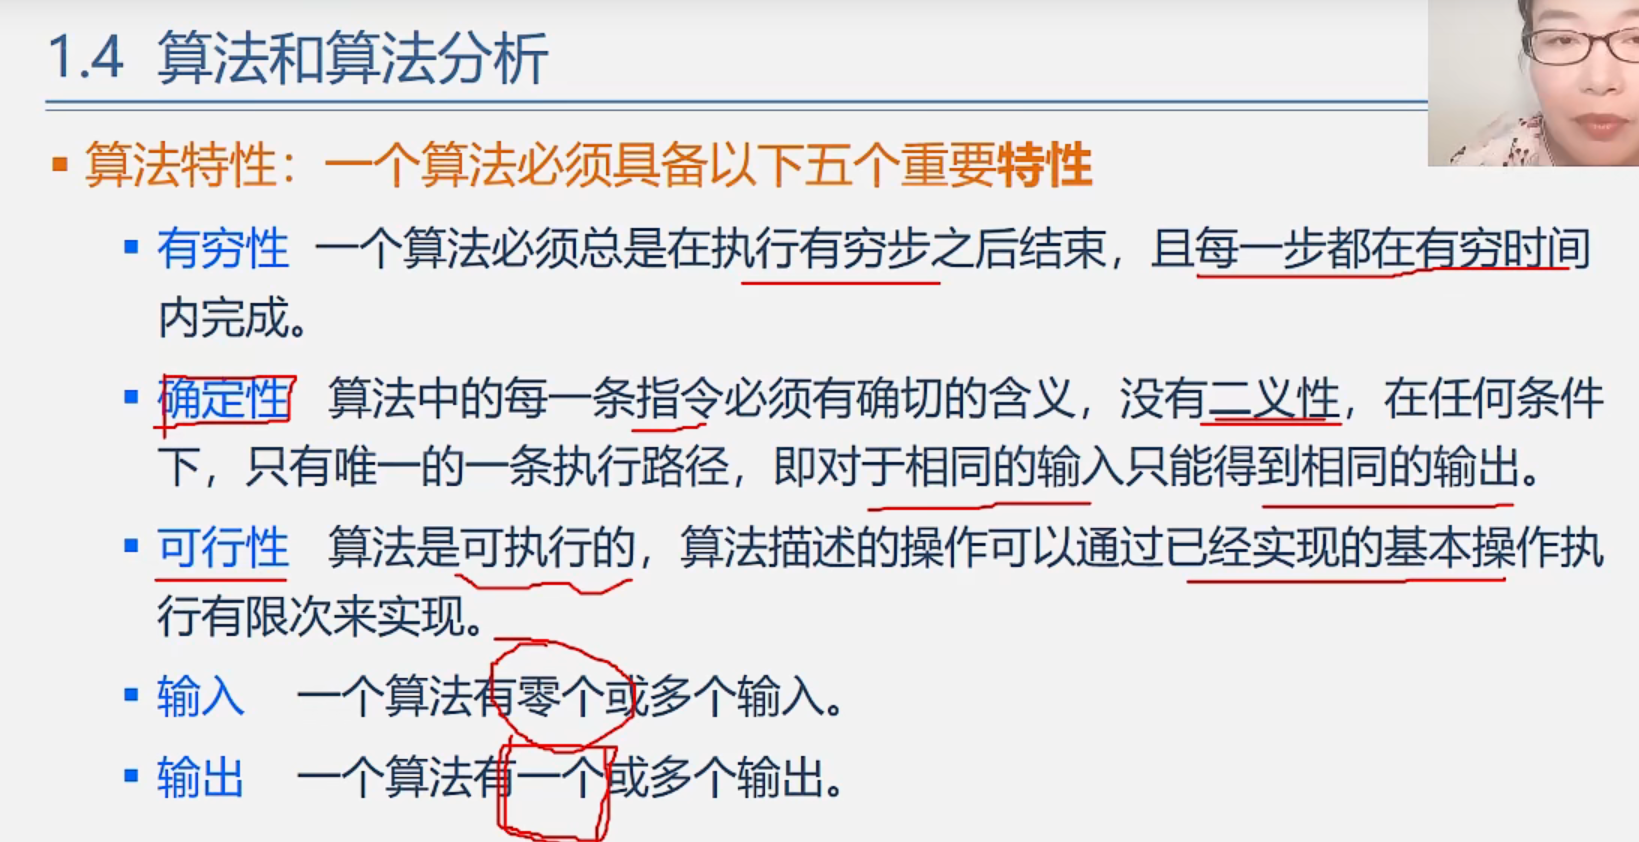 1.4 算法和算法分析
算法特性：一个算法必须具备以下五个重要特性
有穷性 一个算法必须总是在执行有穷步之后结束，且每一步都在有穷时间
内完成。
确定性 算法中的每一条指令必须有确切的含义，没有二义性，在任何条件
下，只有唯一的一条执行路径，即对于相同的输入只能得到相同的输出。
可行性 算法是可执行的，算法描述的操作可以通过已经实现的基本操作执
行有限次来实现。
输入 一个算法有零个或多个输入。
输出 一个算法有一个或多个输出。